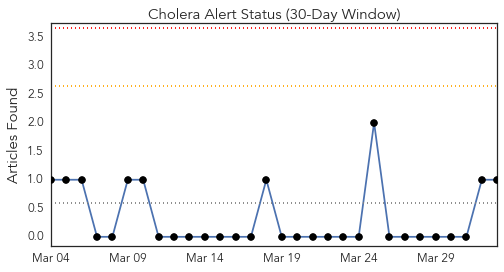 Cholera Alert Status (30-Day Window)
Articles Found
3.5
3.0
2.5
2.0
1.5
1.0
0.5
0.0
Mar 04 Mar 09 Mar 14 Mar 19 Mar 24 Mar 29